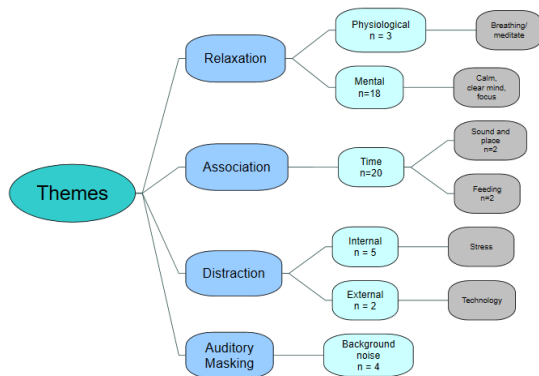 Themes
Relaxation
Physiological
n = 3
Breathing/
meditate
Mental
n=18
Calm,
clear mind,
focus
Association
Time
n=20
Sound and
place
n=2
Feeding
n=2
Distraction
Internal
n = 5
Stress
External
n = 2
Technology
Auditory
Masking
Background
noise
n = 4